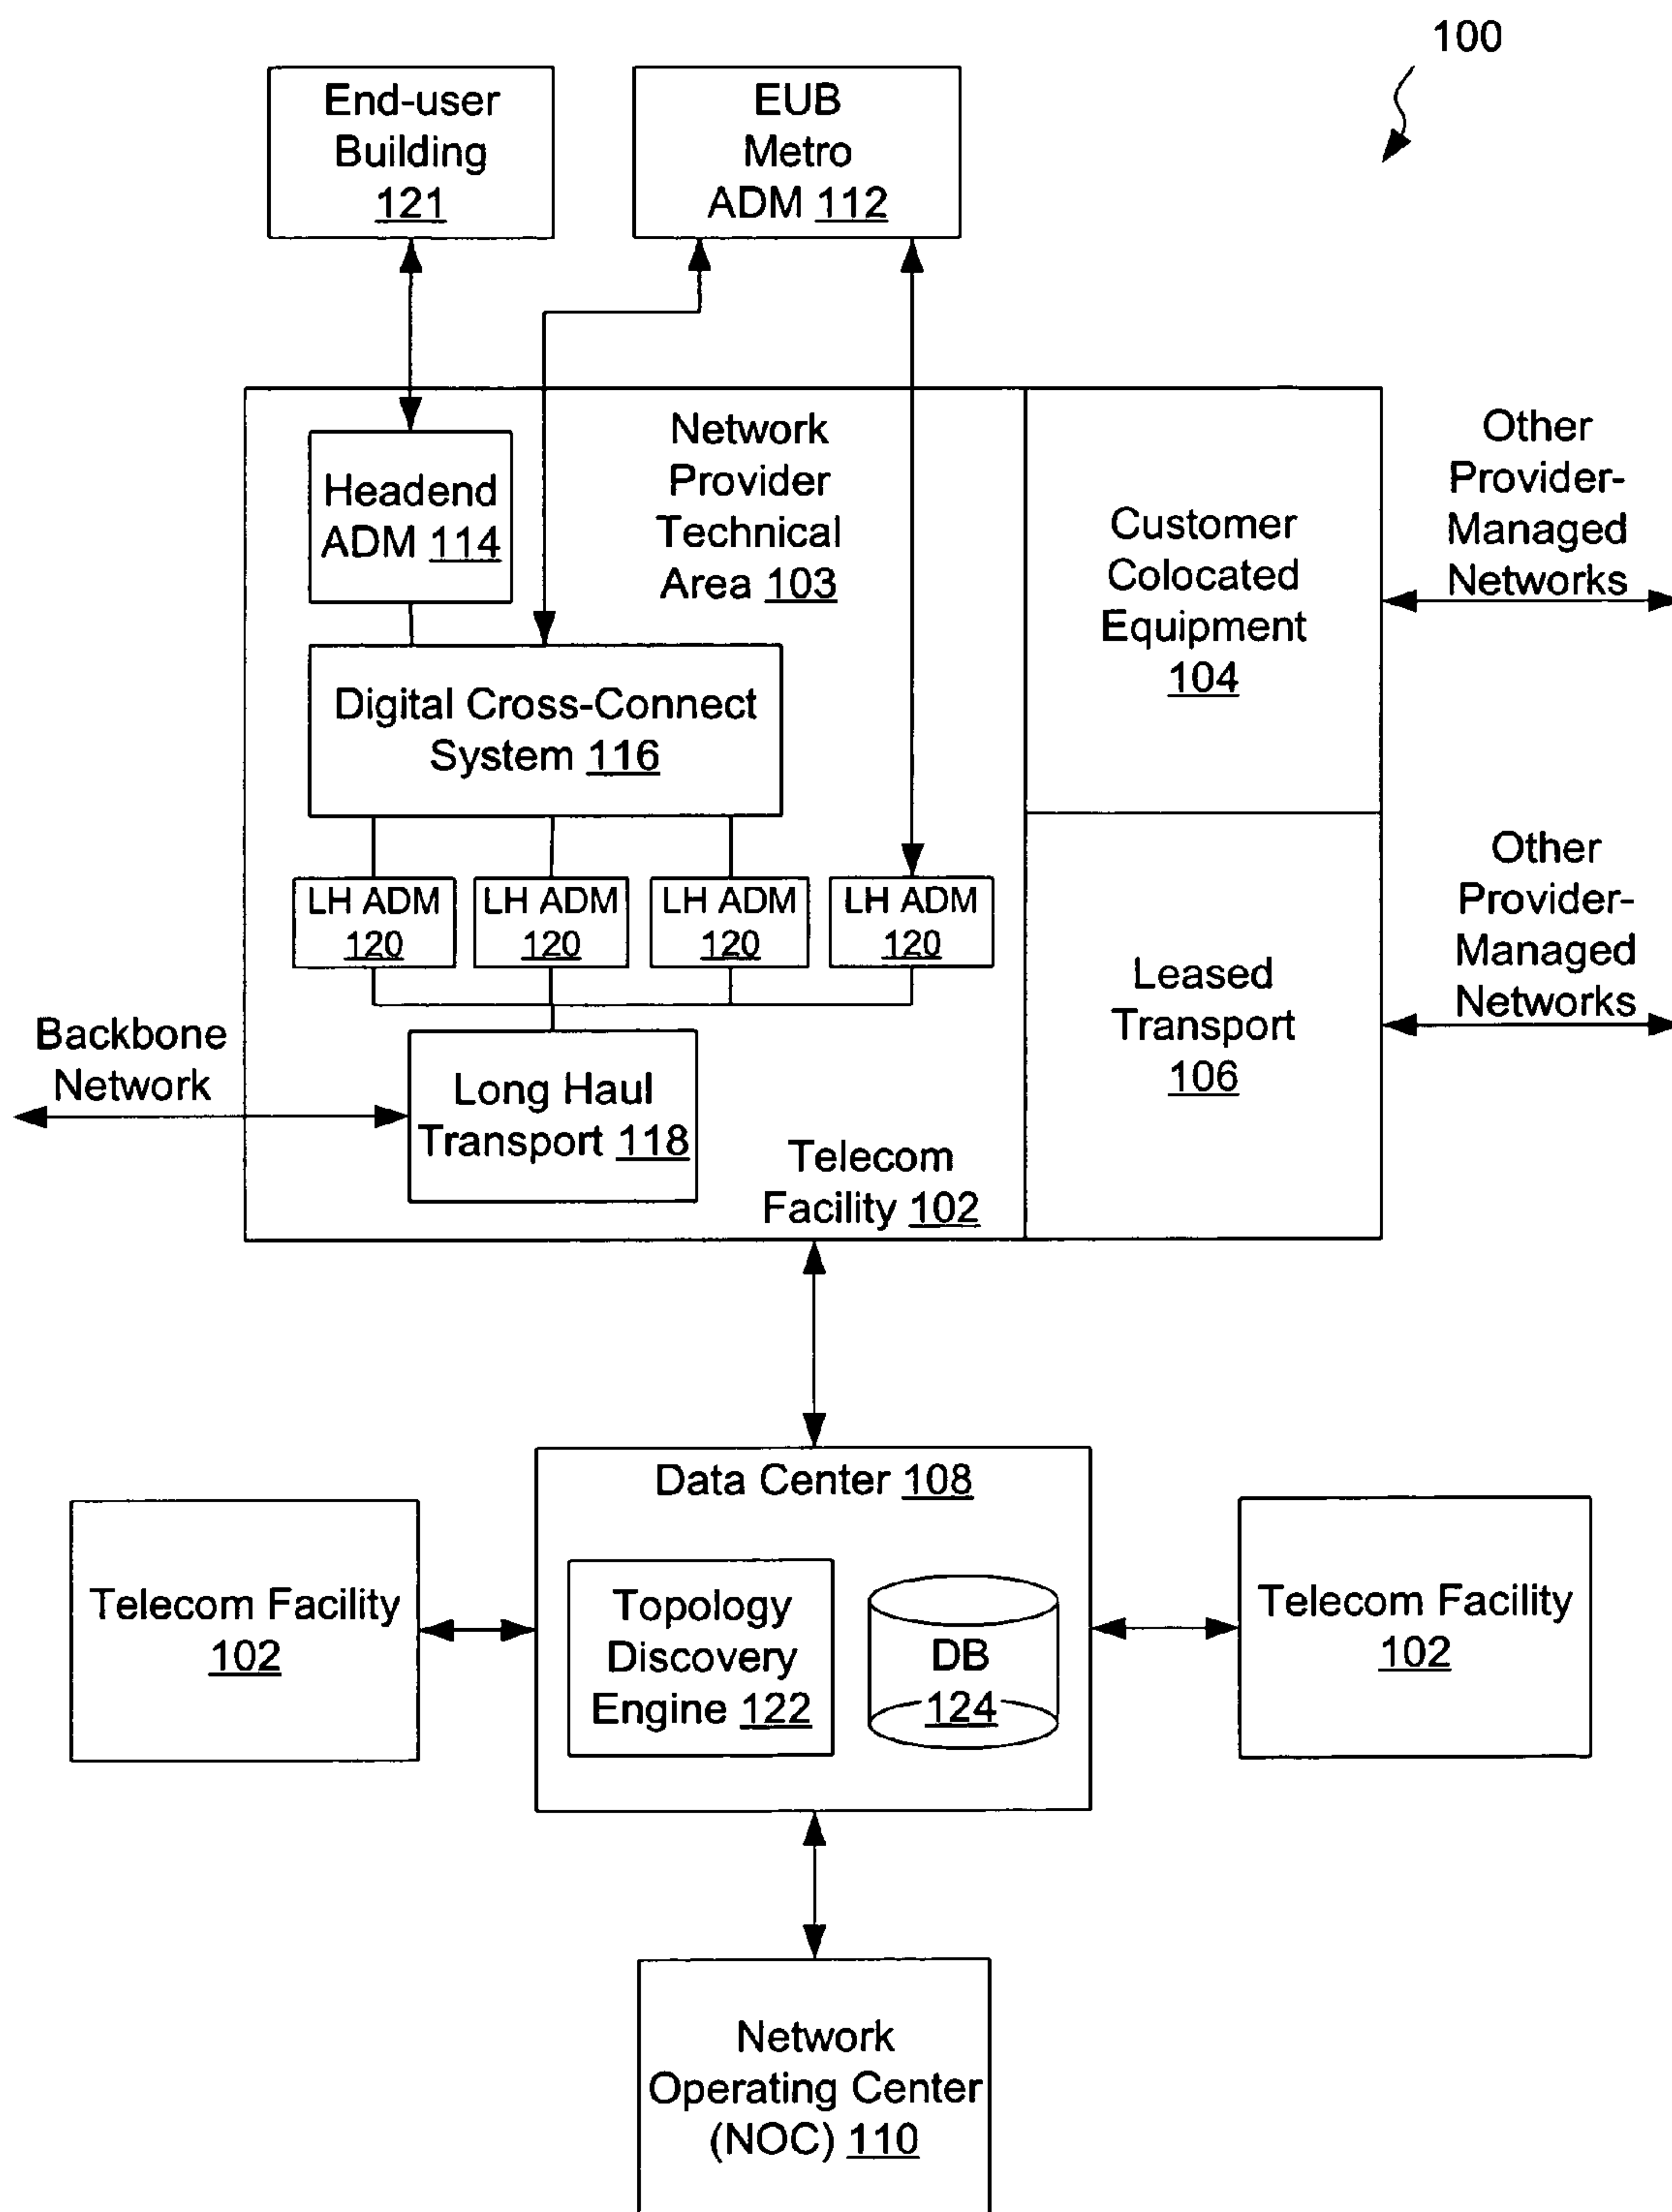 100
End-user
Building
121
EUB
Metro
ADM 112
Network
Provider
Technical
Area 103
Headend
ADM 114
Digital Cross-Connect
System 116
LH ADM
120
LH ADM
120
LH ADM
120
LH ADM
120
Backbone
Network
Long Haul
Transport 118
Telecom
Facility 102
Customer
Colocated
Equipment
104
Other
Provider-
Managed
Networks
Leased
Transport
106
Other
Provider-
Managed
Networks
Data Center 108
Telecom Facility
102
Topology
Discovery
Engine 122
DB
124
Telecom Facility
102
Network
Operating Center
(NOC) 110